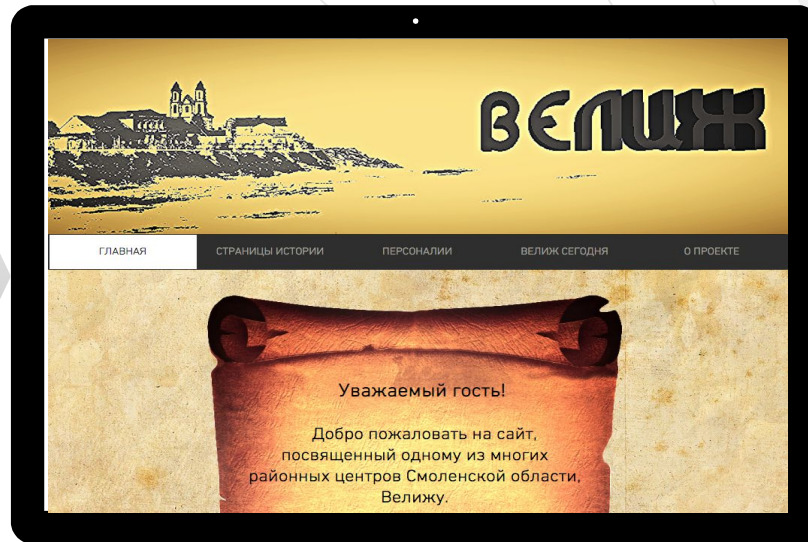 ВЕЛИЖ
ГЛАВНАЯ СТРАНИЦЫ ИСТОРИИ ПЕРСОНАЛИИ ВЕЛИЖ СЕГОДНЯ О ПРОЕКТЕ
Уважаемый гость!
Добро пожаловать на сайт,
посвященный одному из многих
районных центров Смоленской области,
Велижу.